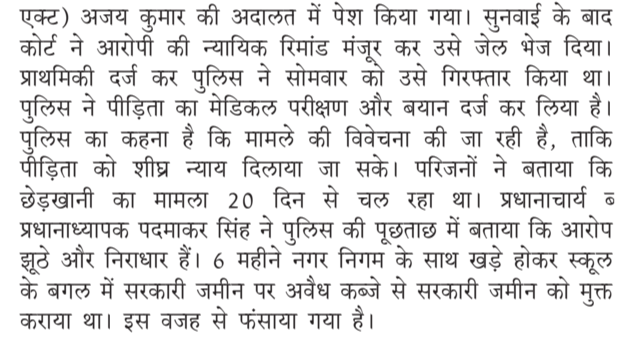 एक्ट) अजय कुमार की अदालत में पेश किया गया। सुनवाई के बाद
कोर्ट ने आरोपी की न्यायिक रिमांड मंजूर कर उसे जेल भेज दिया।
प्राथमिकी दर्ज कर पुलिस ने सोमवार को उसे गिरफ्तार किया था।
पुलिस ने पीड़िता का मेडिकल परीक्षण और बयान दर्ज कर लिया है।
पुलिस का कहना है कि मामले की विवेचना की जा रही है, ताकि
पीड़िता को शीघ्र न्याय दिलाया जा सके। परिजनों ने बताया कि
छेड़खानी का मामला 20 दिन से चल रहा था। प्रधानाचार्य ब
प्रधानाध्यापक पदमाकर सिंह ने पुलिस की पूछताछ में बताया कि आरोप
झूठे और निराधार हैं। 6 महीने नगर निगम के साथ खड़े होकर स्कूल
के बगल में सरकारी जमीन पर अवैध कब्जे से सरकारी जमीन को मुक्त
कराया था। इस वजह से फंसाया गया है।